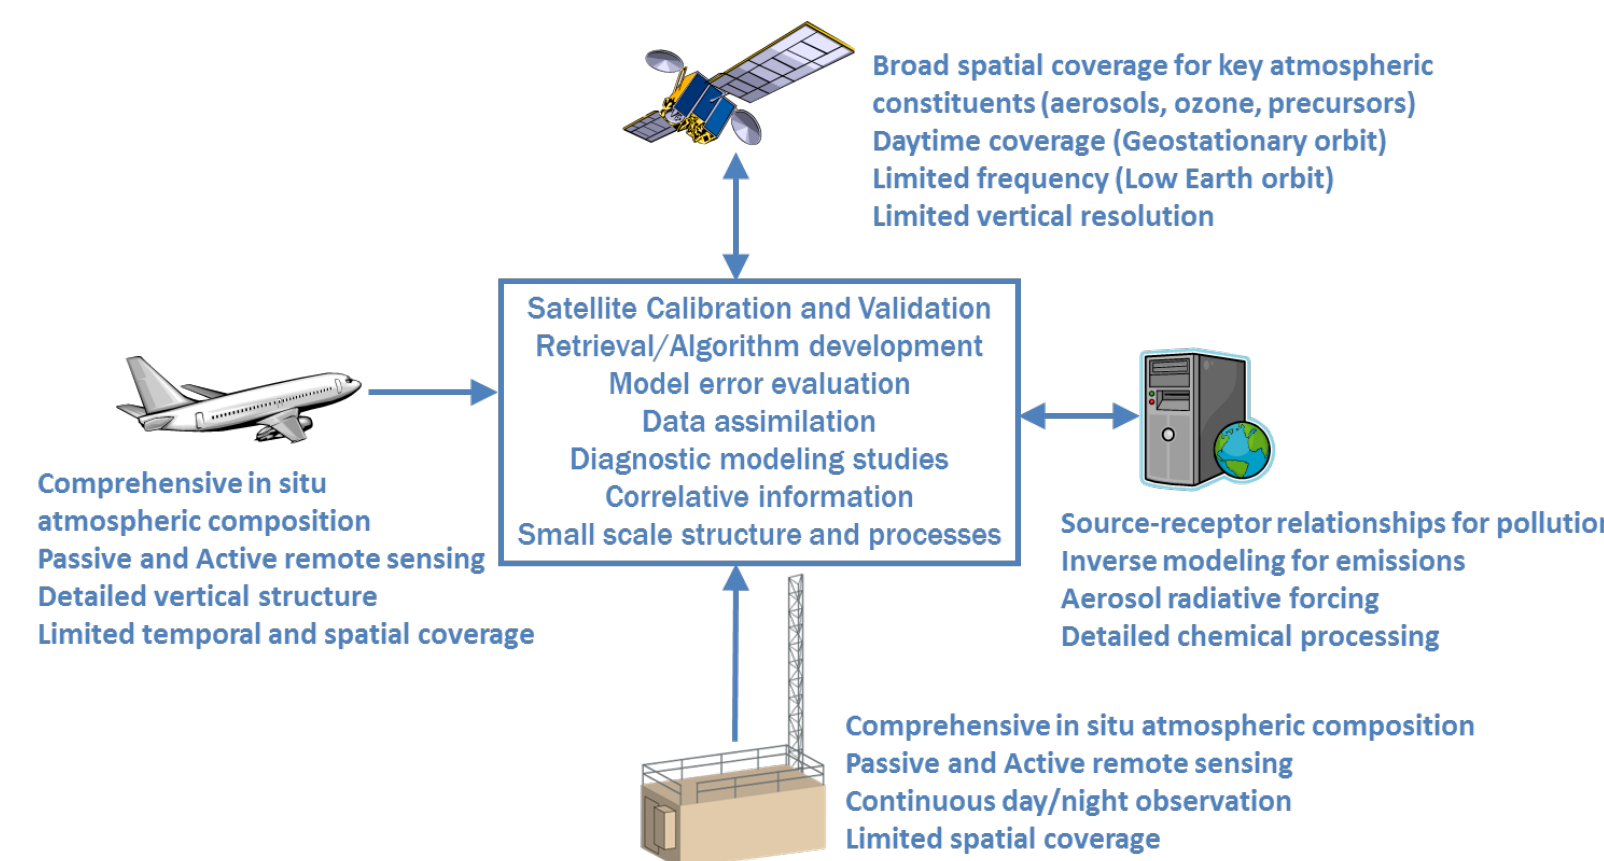 Broad spatial coverage for key atmospheric
constituents (aerosols, ozone, precursors)
Daytime coverage (Geostationary orbit)
Limited frequency (Low Earth orbit)
Limited vertical resolution
Satellite Calibration and Validation
Retrieval/Algorithm development
Model error evaluation
Data assimilation
Diagnostic modeling studies
Correlative information
Small scale structure and processes
Comprehensive in situ
atmospheric composition
Passive and Active remote sensing
Detailed vertical structure
Limited temporal and spatial coverage
Source-receptor relationships for pollution
Inverse modeling for emissions
Aerosol radiative forcing
Detailed chemical processing
Comprehensive in situ atmospheric composition
Passive and Active remote sensing
Continuous day/night observation
Limited spatial coverage